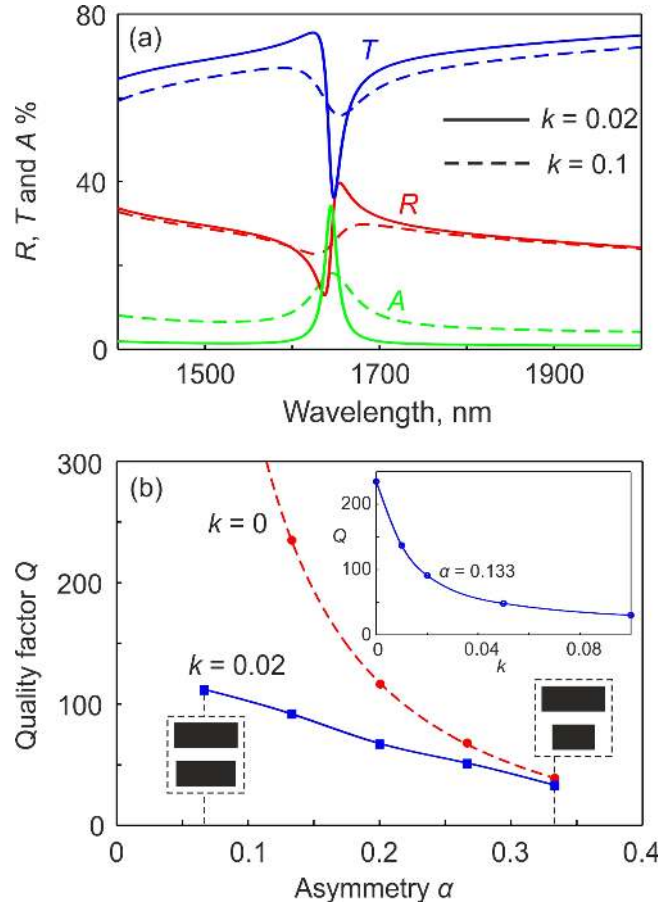 80
(a)
T
k = 0.02
k = 0.1
40
R
A
0
1500
1700
1900
R, T and A %
Wavelength, nm
300
(b)
k = 0
200
Q
200
100
0
α = 0.133
0
0.04
0.08
k
k = 0.02
100
0
0
0.1
0.2
0.3
0.4
Quality factor Q
Asymmetry α